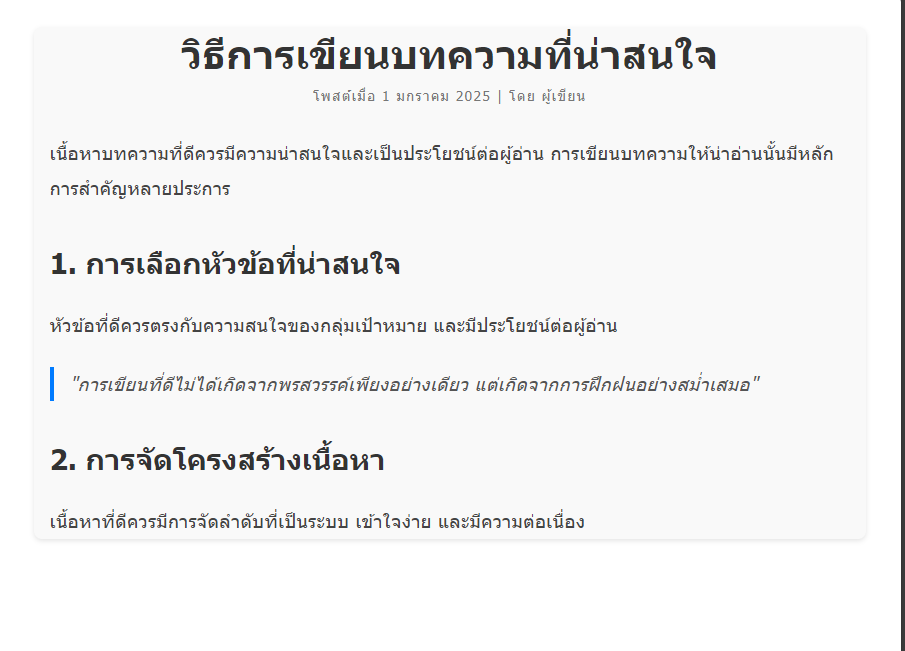 วิธีการเขียนบทความที่น่าสนใจ
โพสต์เมื่อ 1 มกราคม 2025 | โดย ผู้เขียน
เนื้อหาบทความที่ดีควรมีความน่าสนใจและเป็นประโยชน์ต่อผู้อ่าน การเขียนบทความให้น่าอ่านนั้นมีหลัก
การสำคัญหลายประการ
1. การเลือกหัวข้อที่น่าสนใจ
หัวข้อที่ดีควรตรงกับความสนใจของกลุ่มเป้าหมาย และมีประโยชน์ต่อผู้อ่าน
"การเขียนที่ดีไม่ได้เกิดจากพรสวรรค์เพียงอย่างเดียว แต่เกิดจากการฝึกฝนอย่างสม่ำเสมอ"
2. การจัดโครงสร้างเนื้อหา
เนื้อหาที่ดีควรมีการจัดลำดับที่เป็นระบบ เข้าใจง่าย และมีความต่อเนื่อง